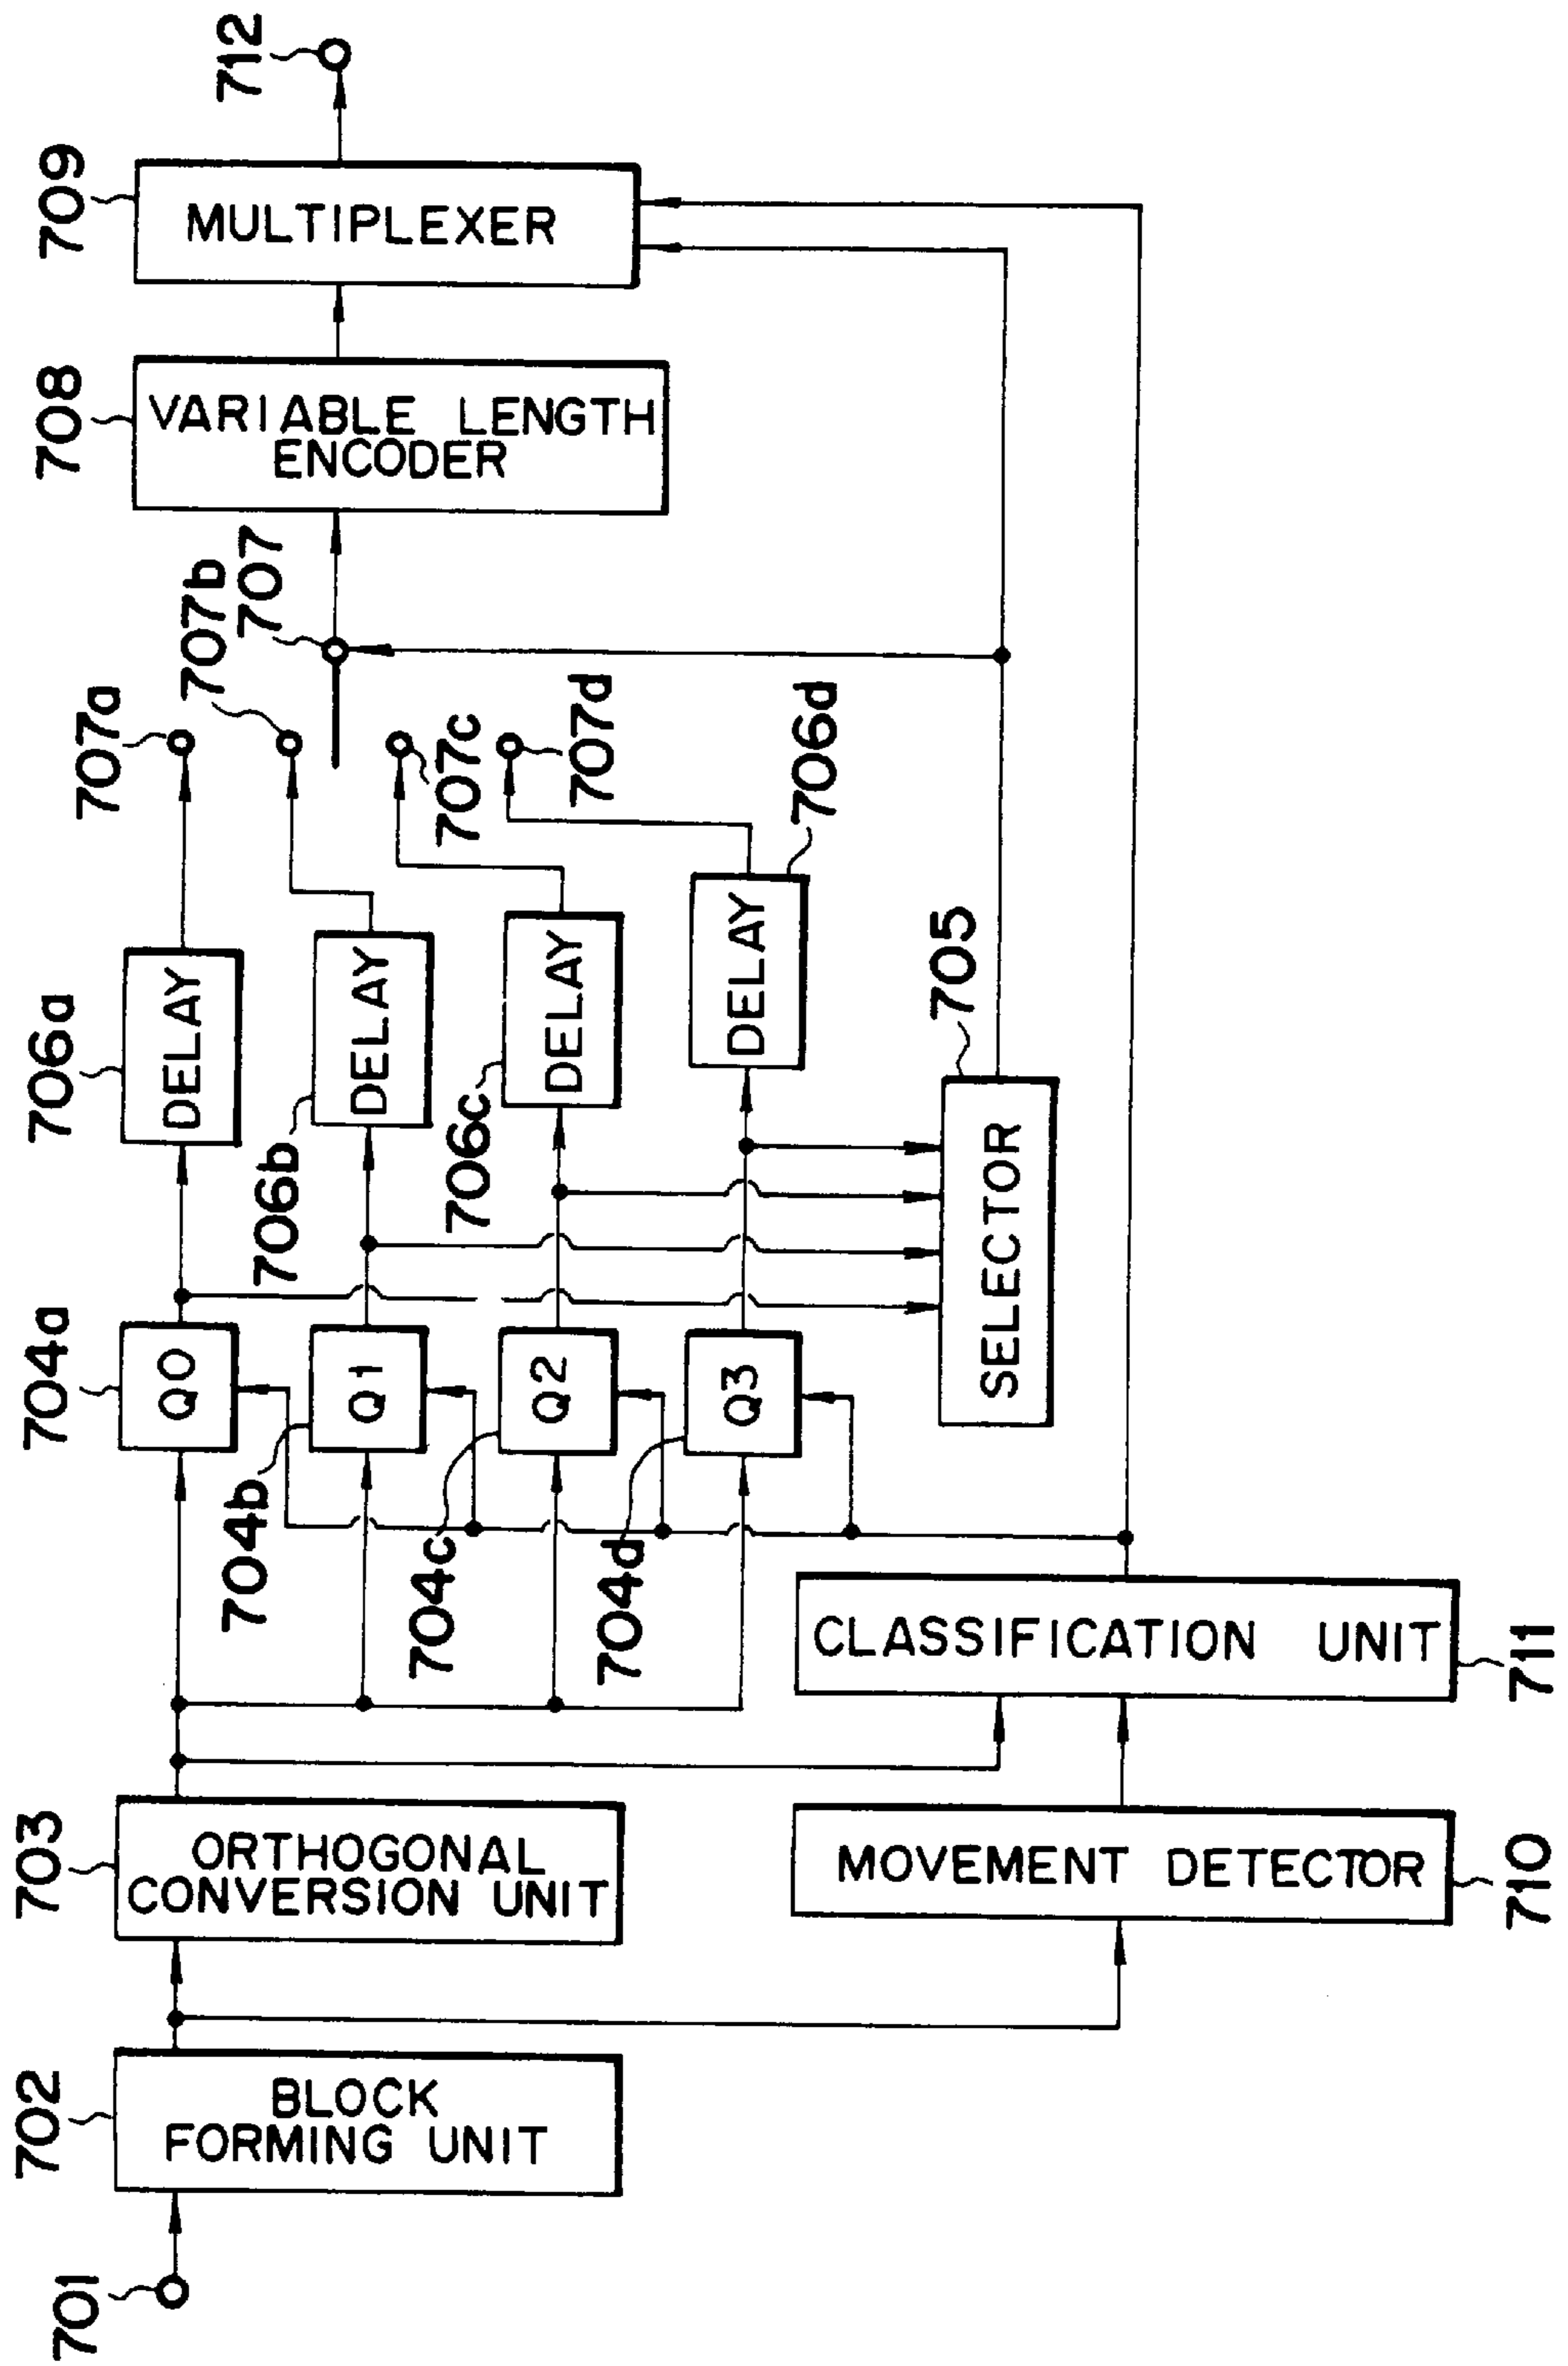 701
702
BLOCK
FORMING UNIT
703
ORTHOGONAL
CONVERSION UNIT
704a
Q0
704b
Q1
704c
Q2
704d
Q3
706a
DELAY
706b
DELAY
706c
DELAY
706d
DELAY
705
SELECTOR
707a
707b
707
707c
707d
708
VARIABLE LENGTH
ENCODER
709
MULTIPLEXER
712
MOVEMENT DETECTOR
710
CLASSIFICATION UNIT
711